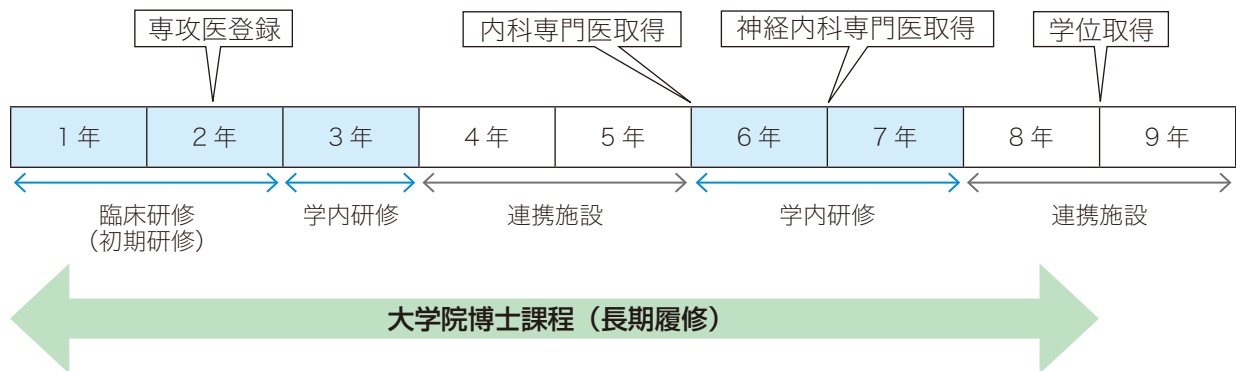 専攻医登録
内科専門医取得
神経内科専門医取得
学位取得
1 年
2 年
3 年
4 年
5 年
6 年
7 年
8 年
9 年
臨床研修
(初期研修)
学内研修
連携施設
学内研修
連携施設
大学院博士課程(長期履修)